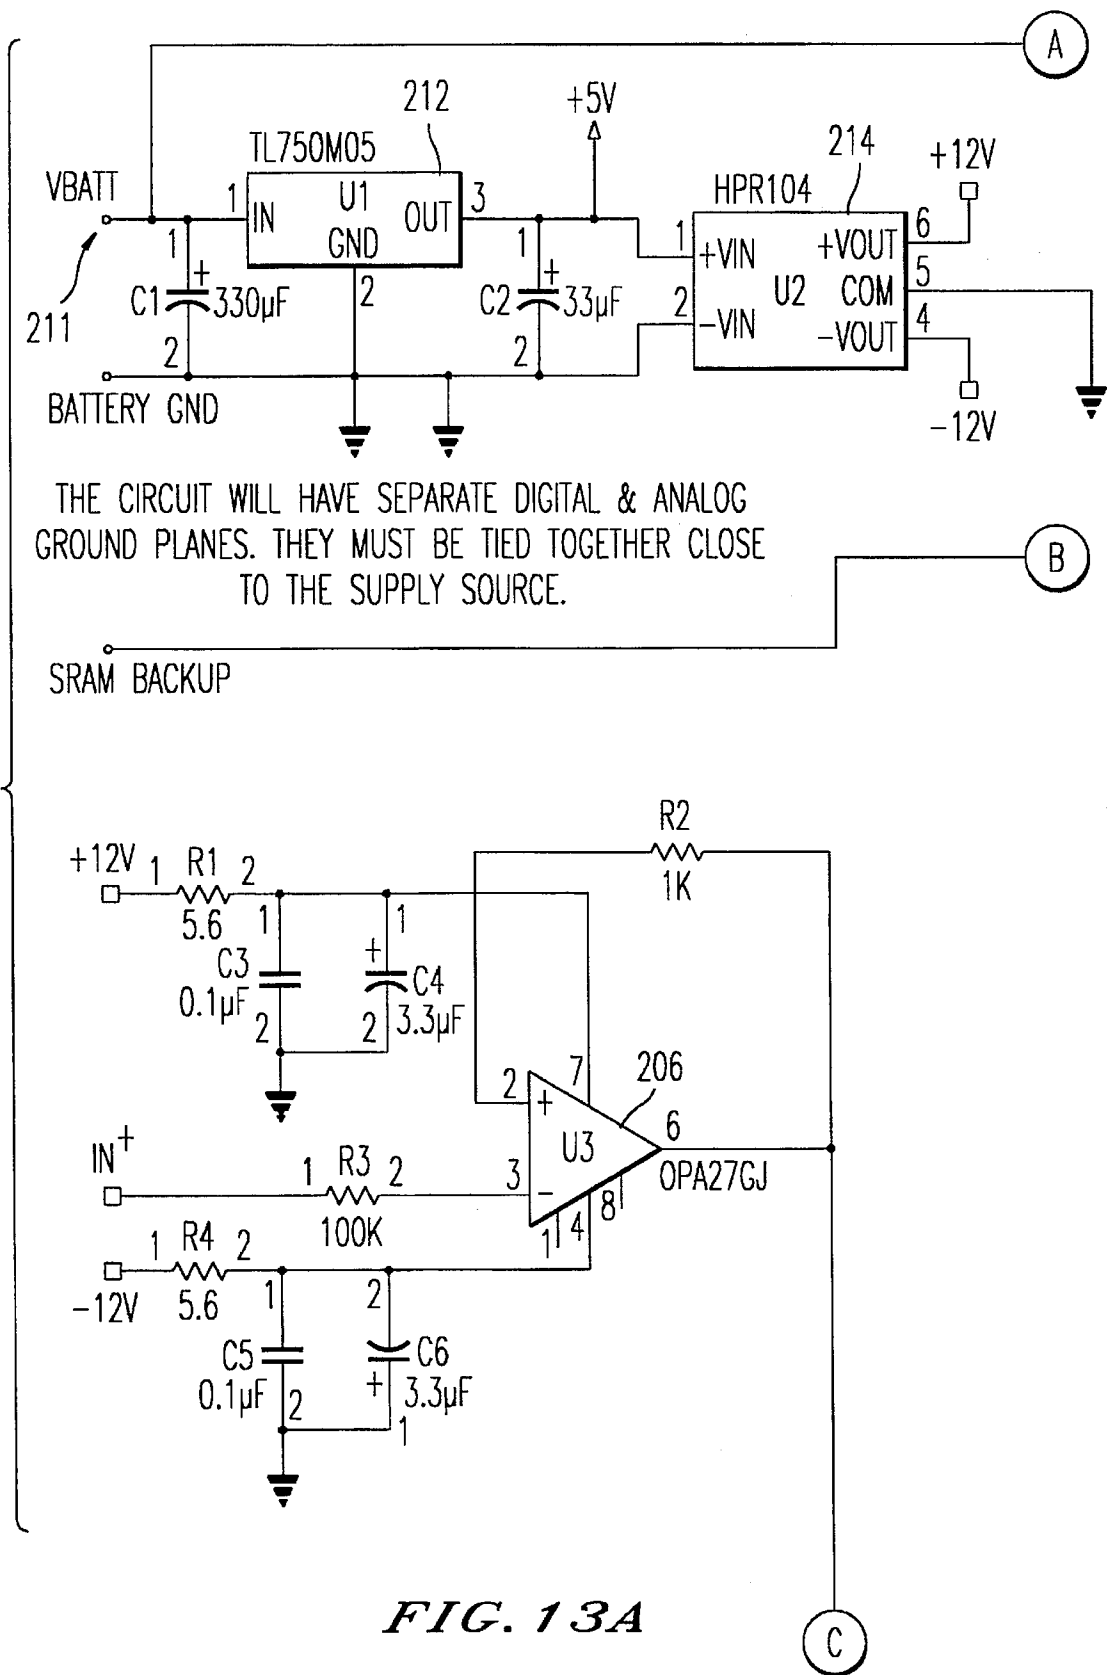 A
212
+5V
TL750M05
214
+12V
VBATT
HPR104
1
IN
U1
OUT
3
GND
1
+
C1
330µF
2
2
1
+
C2
33µF
2
1
+VIN
+VOUT
6
U2
COM
5
2
-VIN
-VOUT
4
211
BATTERY GND
-12V
THE CIRCUIT WILL HAVE SEPARATE DIGITAL & ANALOG
GROUND PLANES. THEY MUST BE TIED TOGETHER CLOSE
TO THE SUPPLY SOURCE.
B
SRAM BACKUP
R2
1K
+12V
1
R1
2
5.6
1
C3
0.1µF
2
1
+
C4
3.3µF
2
206
2
+
7
U3
6
OPA27GJ
IN+
1
R3
2
100K
3
-
1
4
8
1
R4
2
-12V
5.6
1
C5
0.1µF
2
2
C6
+
3.3µF
1
FIG. 13A
C